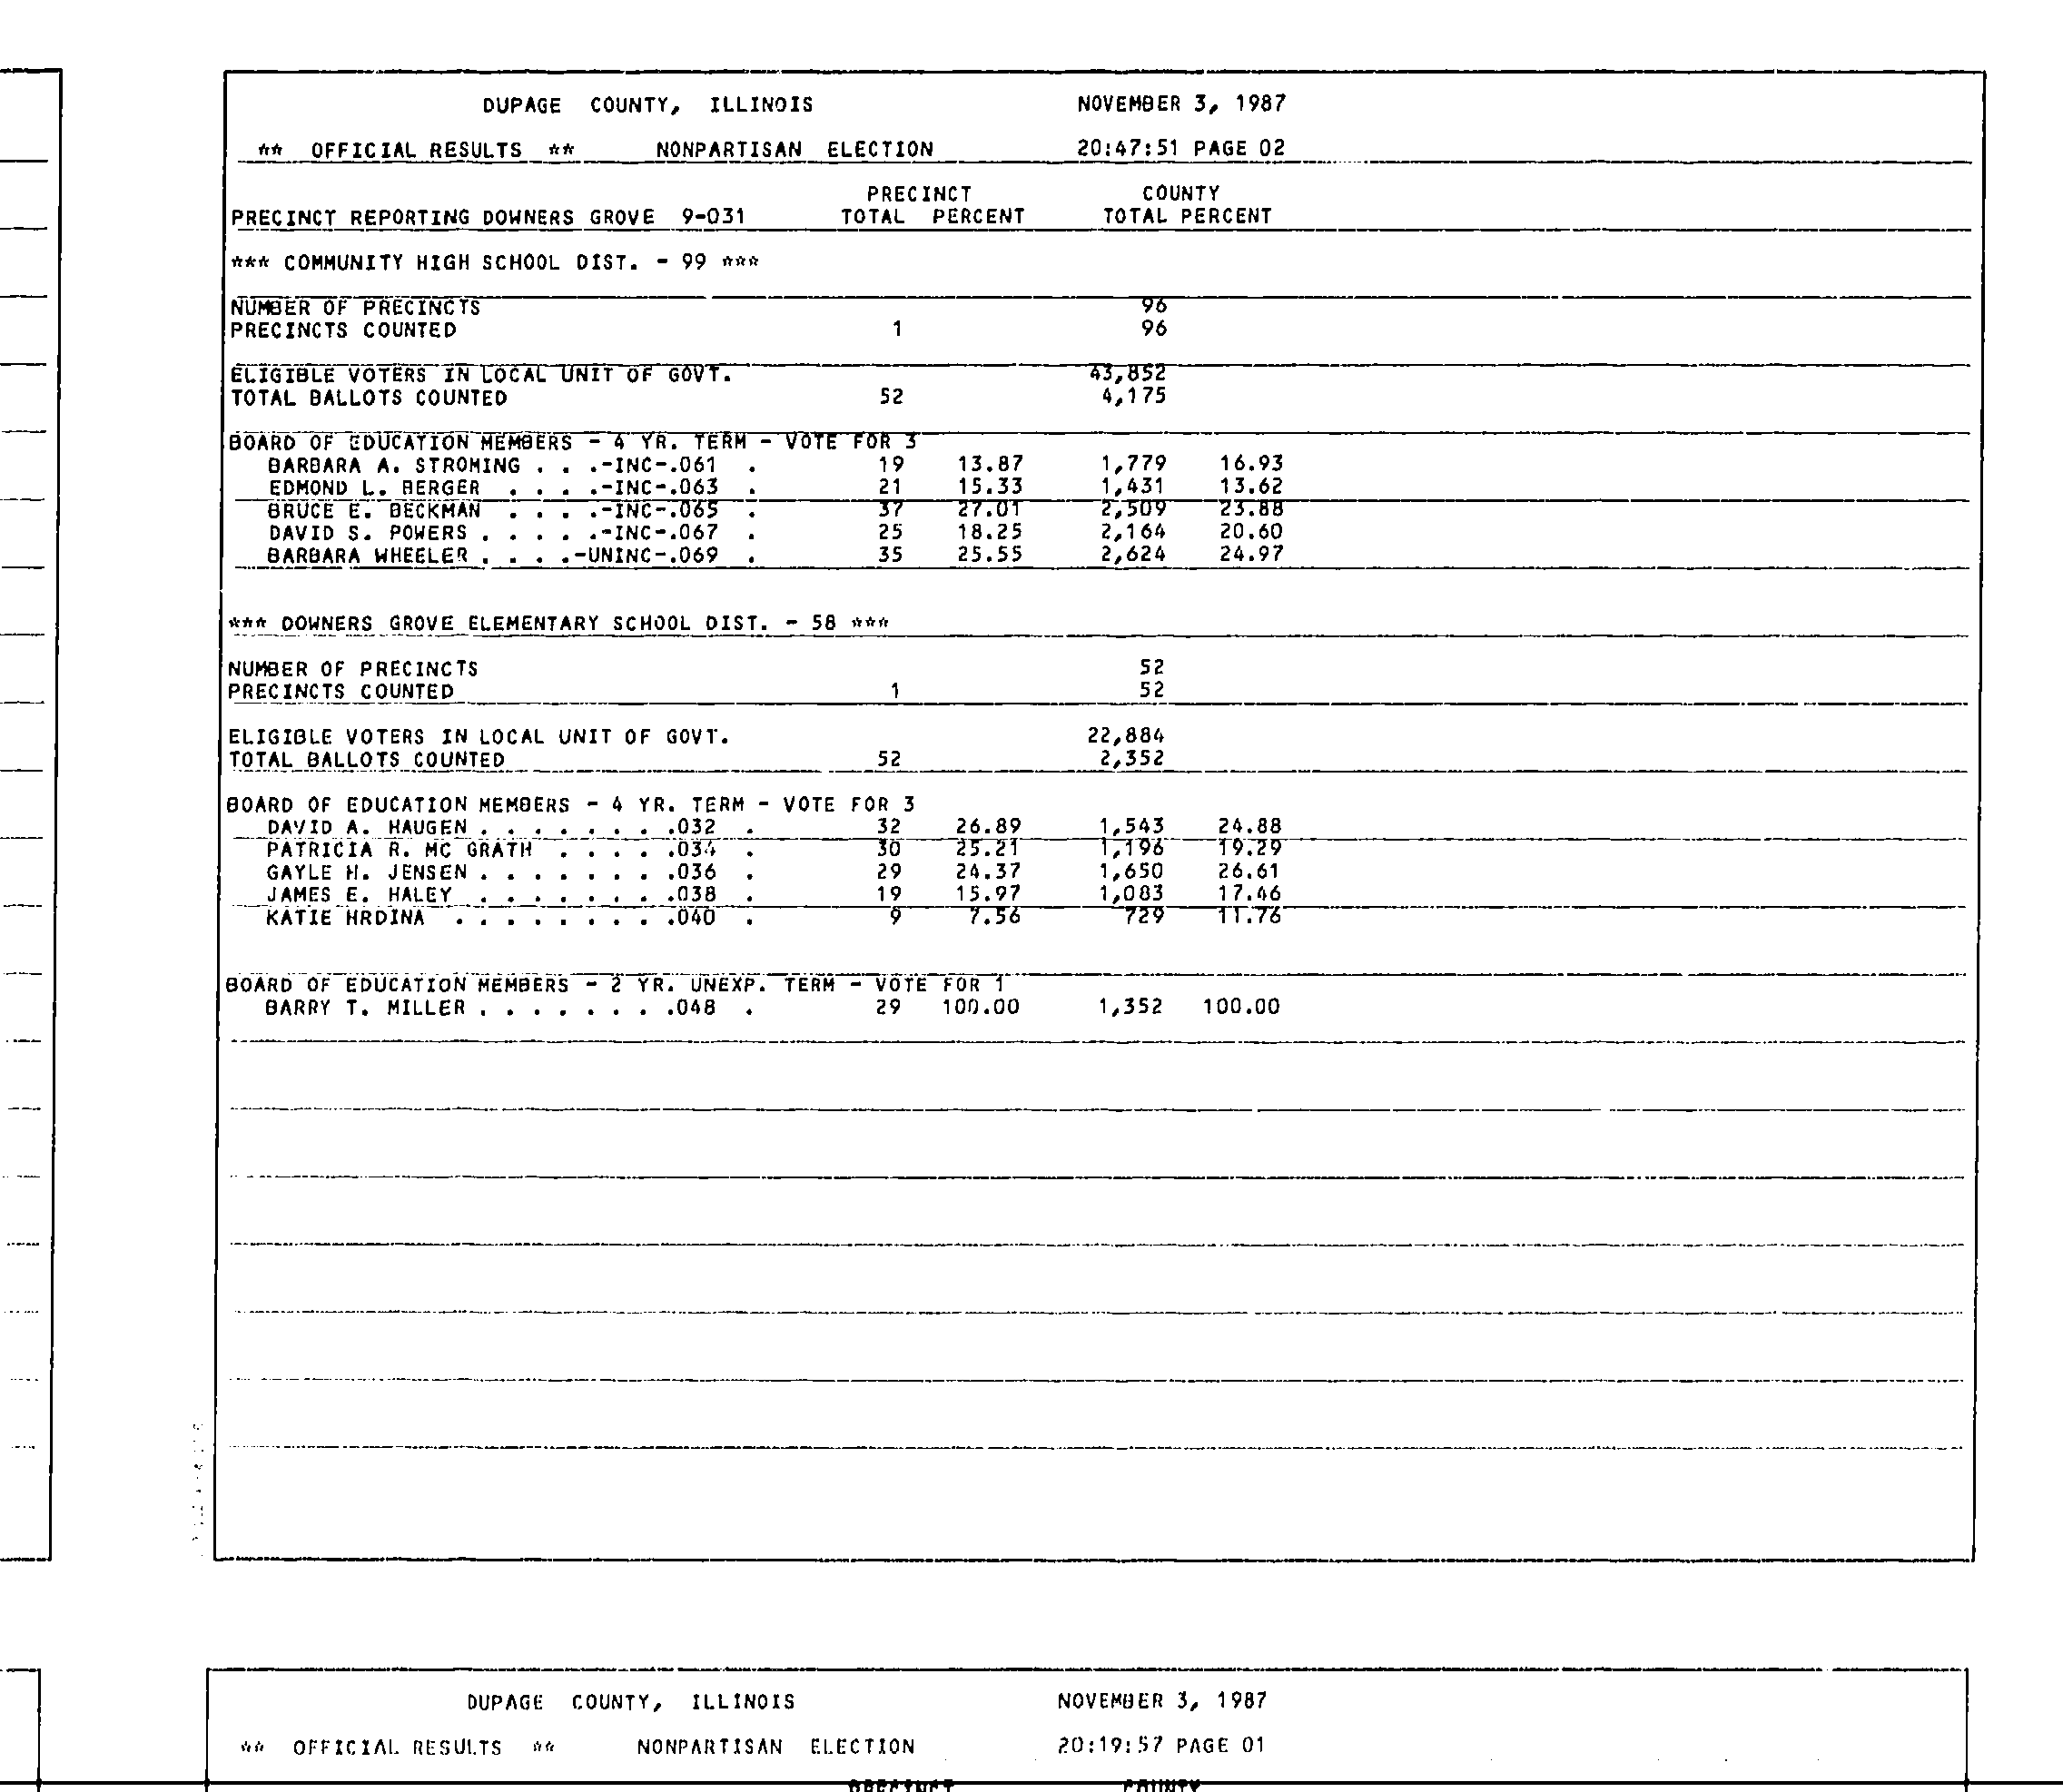 DUPAGE COUNTY, ILLINOIS NOVEMBER 3, 1987
** OFFICIAL RESULTS ** NONPARTISAN ELECTION 20:47:51 PAGE 02
PRECINCT COUNTY
PRECINCT REPORTING DOWNERS GROVE 9-031 TOTAL PERCENT TOTAL PERCENT
*** COMMUNITY HIGH SCHOOL DIST. - 99 ***
NUMBER OF PRECINCTS 96
PRECINCTS COUNTED 1 96
ELIGIBLE VOTERS IN LOCAL UNIT OF GOVT. 43,852
TOTAL BALLOTS COUNTED 52 4,175
BOARD OF EDUCATION MEMBERS - 4 YR. TERM - VOTE FOR 3
BARBARA A. STROMING . . .-INC-.061 . 19 13.87 1,779 16.93
EDMOND L. BERGER . . . .-INC-.063 . 21 15.33 1,431 13.62
BRUCE E. BECKMAN . . . .-INC-.065 . 37 27.01 2,509 23.88
DAVID S. POWERS . . . . .-INC-.067 . 25 18.25 2,164 20.60
BARBARA WHEELER . . . .-UNINC-.069 . 35 25.55 2,624 24.97
*** DOWNERS GROVE ELEMENTARY SCHOOL DIST. - 58 ***
NUMBER OF PRECINCTS 52
PRECINCTS COUNTED 1 52
ELIGIBLE VOTERS IN LOCAL UNIT OF GOVT. 22,884
TOTAL BALLOTS COUNTED 52 2,352
BOARD OF EDUCATION MEMBERS - 4 YR. TERM - VOTE FOR 3
DAVID A. HAUGEN . . . . . . . .032 . 32 26.89 1,543 24.88
PATRICIA R. MC GRATH . . . . .034 . 30 25.21 1,196 19.29
GAYLE H. JENSEN . . . . . . . .036 . 29 24.37 1,650 26.61
JAMES E. HALEY . . . . . . . .038 . 19 15.97 1,083 17.46
KATIE HRDINA . . . . . . . . .040 . 9 7.56 729 11.76
BOARD OF EDUCATION MEMBERS - 2 YR. UNEXP. TERM - VOTE FOR 1
BARRY T. MILLER . . . . . . . .048 . 29 100.00 1,352 100.00
DUPAGE COUNTY, ILLINOIS NOVEMBER 3, 1987
** OFFICIAL RESULTS ** NONPARTISAN ELECTION 20:19:57 PAGE 01
PRECINCT COUNTY